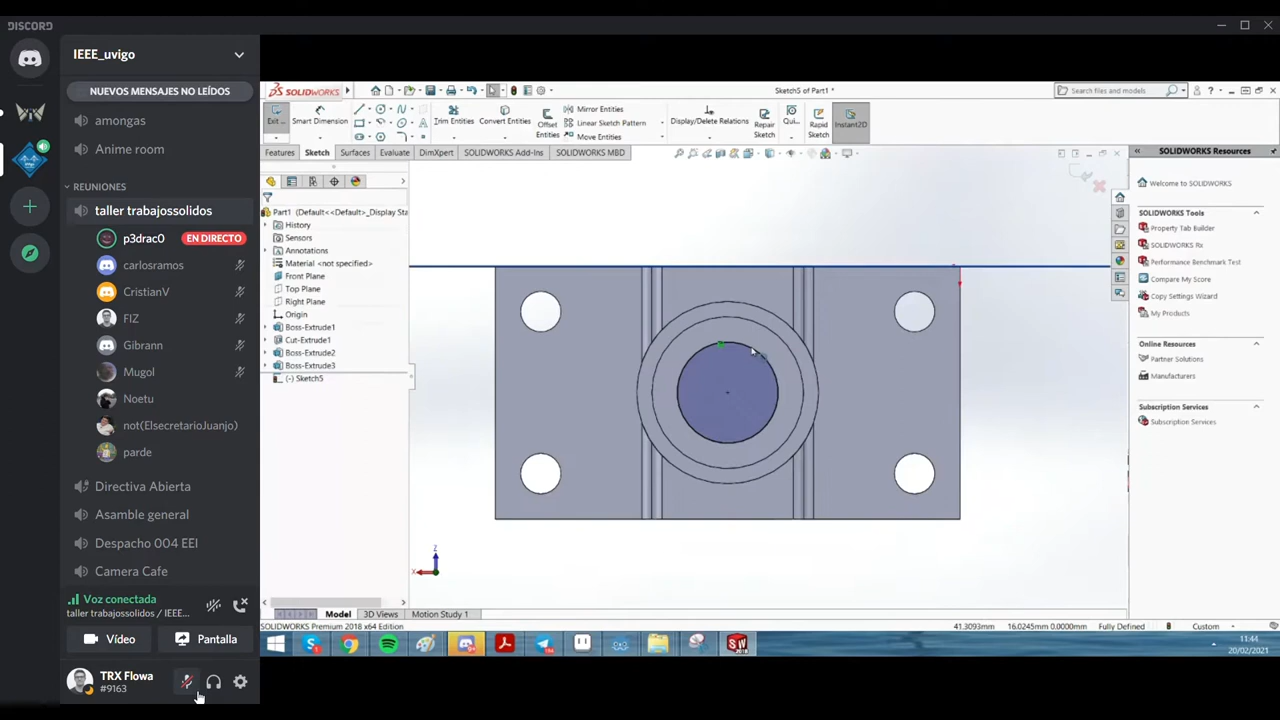 DISCORD
IEEE_uvigo
NUEVOS MENSAJES NO LEÍDOS
amongas
Anime room
REUNIONES
taller trabajossolidos
p3drac0 EN DIRECTO
carlosramos
CristianV
FIZ
Gibrann
Mugol
Noetu
not(ElsecretarioJuanjo)
parde
Directiva Abierta
Asamble general
Despacho 004 EEI
Camera Cafe
Voz conectada
taller trabajossolidos / IEEE...
Vídeo
Pantalla
TRX Flowa
#9163
SOLIDWORKS
Sketch5 of Part1 *
Search files and models
Exit...
Smart Dimension
Trim Entities
Convert Entities
Offset Entities
Mirror Entities
Linear Sketch Pattern
Move Entities
Display/Delete Relations
Repair Sketch
Qui...
Rapid Sketch
Instant2D
Features
Sketch
Surfaces
Evaluate
DimXpert
SOLIDWORKS Add-Ins
SOLIDWORKS MBD
Part1 (Default<<Default>_Display Sta
History
Sensors
Annotations
Material <not specified>
Front Plane
Top Plane
Right Plane
Origin
Boss-Extrude1
Cut-Extrude1
Boss-Extrude2
Boss-Extrude3
(-) Sketch5
Z
X
SOLIDWORKS Resources
Welcome to SOLIDWORKS
SOLIDWORKS Tools
Property Tab Builder
SOLIDWORKS Rx
Performance Benchmark Test
Compare My Score
Copy Settings Wizard
My Products
Online Resources
Partner Solutions
Manufacturers
Subscription Services
Subscription Services
Model
3D Views
Motion Study 1
SOLIDWORKS Premium 2018 x64 Edition
41.3093mm
16.0245mm 0.0000mm
Fully Defined
Custom
11:44
20/02/2021